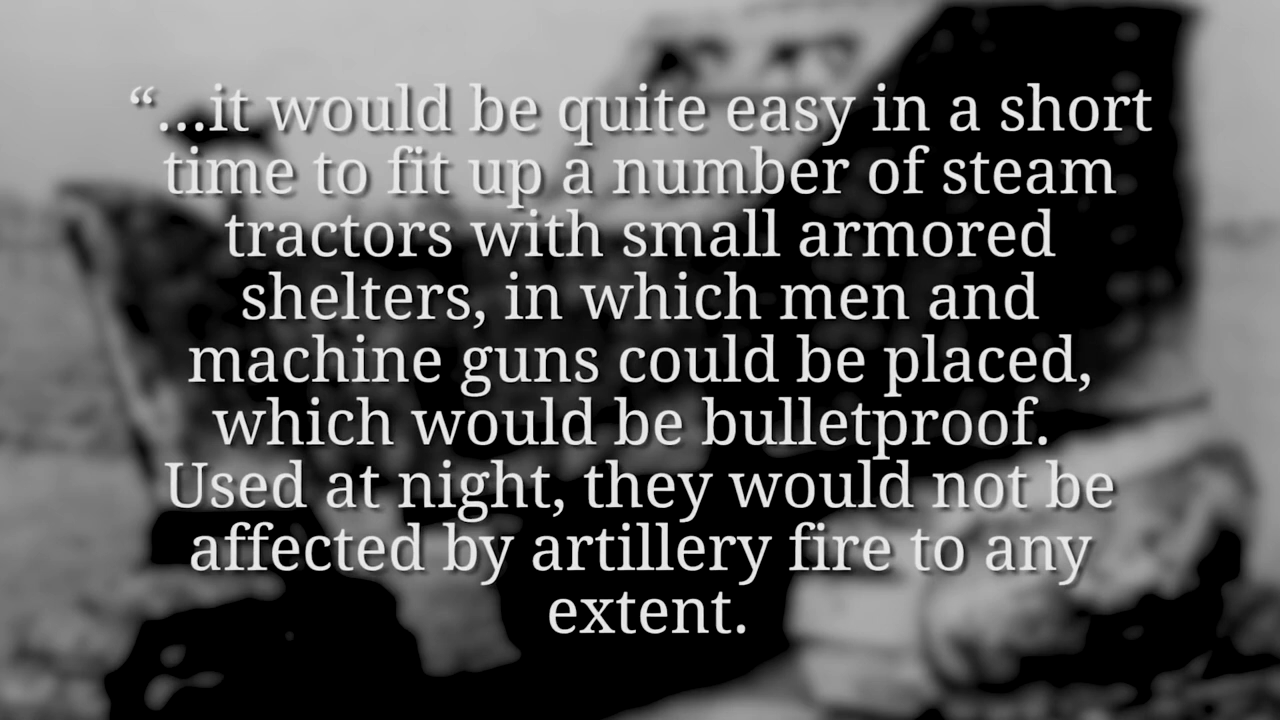 “...it would be quite easy in a short
time to fit up a number of steam
tractors with small armored
shelters, in which men and
machine guns could be placed,
which would be bulletproof.
Used at night, they would not be
affected by artillery fire to any
extent.